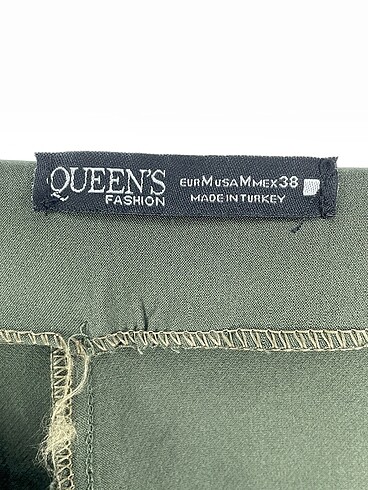 QUEEN'S
FASHION
EUR M USA M MEX 38
MADE IN TURKEY